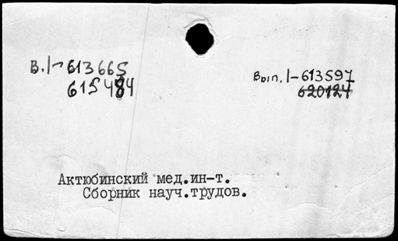 В.1-613665
615484
Вып.1-613597
620124
Актюбинский мед.ин-т.
Сборник науч.трудов.